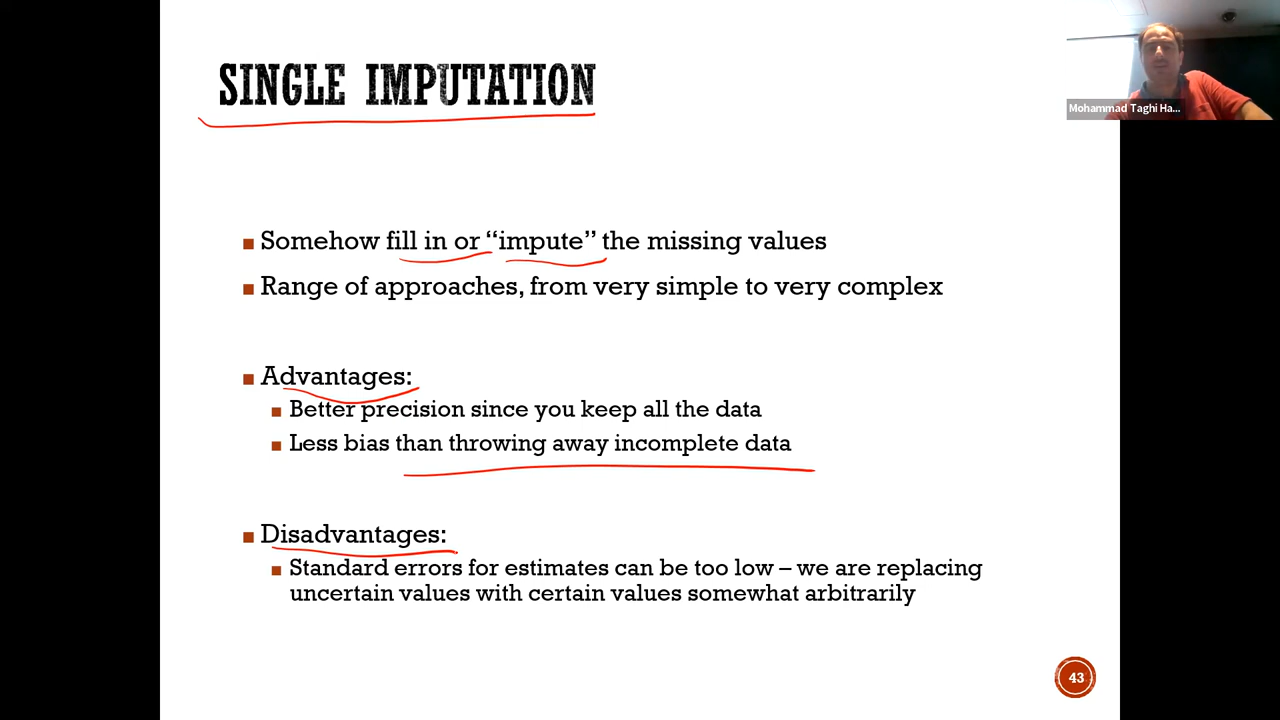 SINGLE IMPUTATION
Mohammad Taghi Ha...
Somehow fill in or “impute” the missing values
Range of approaches, from very simple to very complex
Advantages:
Better precision since you keep all the data
Less bias than throwing away incomplete data
Disadvantages:
Standard errors for estimates can be too low – we are replacing
uncertain values with certain values somewhat arbitrarily
43